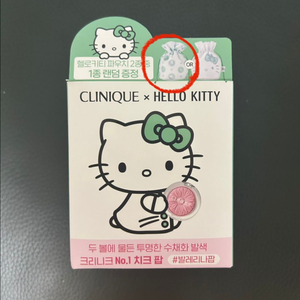 헬로키티 파우치 2종 중
1종 랜덤 증정
OR
CLINIQUE × HELLO KITTY
두 볼에 물든 투명한 수채화 발색
크리니크 No.1 치크 팝 #발레리나팝